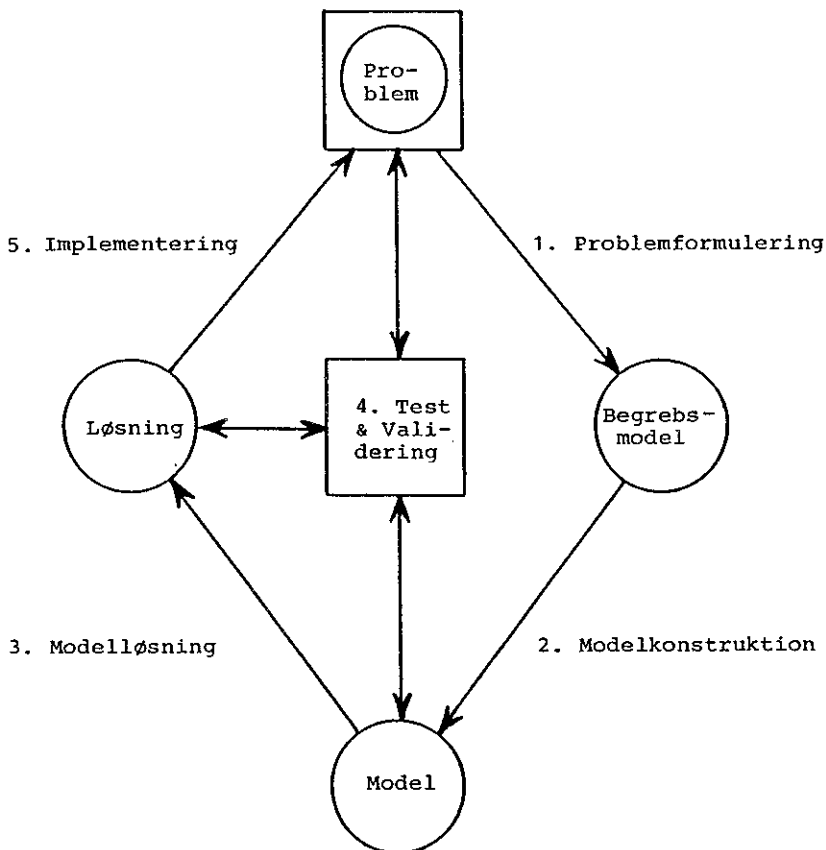 Pro-
blem
5. Implementering
1. Problemformulering
Løsning
4. Test
& Vali-
dering
Begrebs-
model
3. Modelløsning
2. Modelkonstruktion
Model